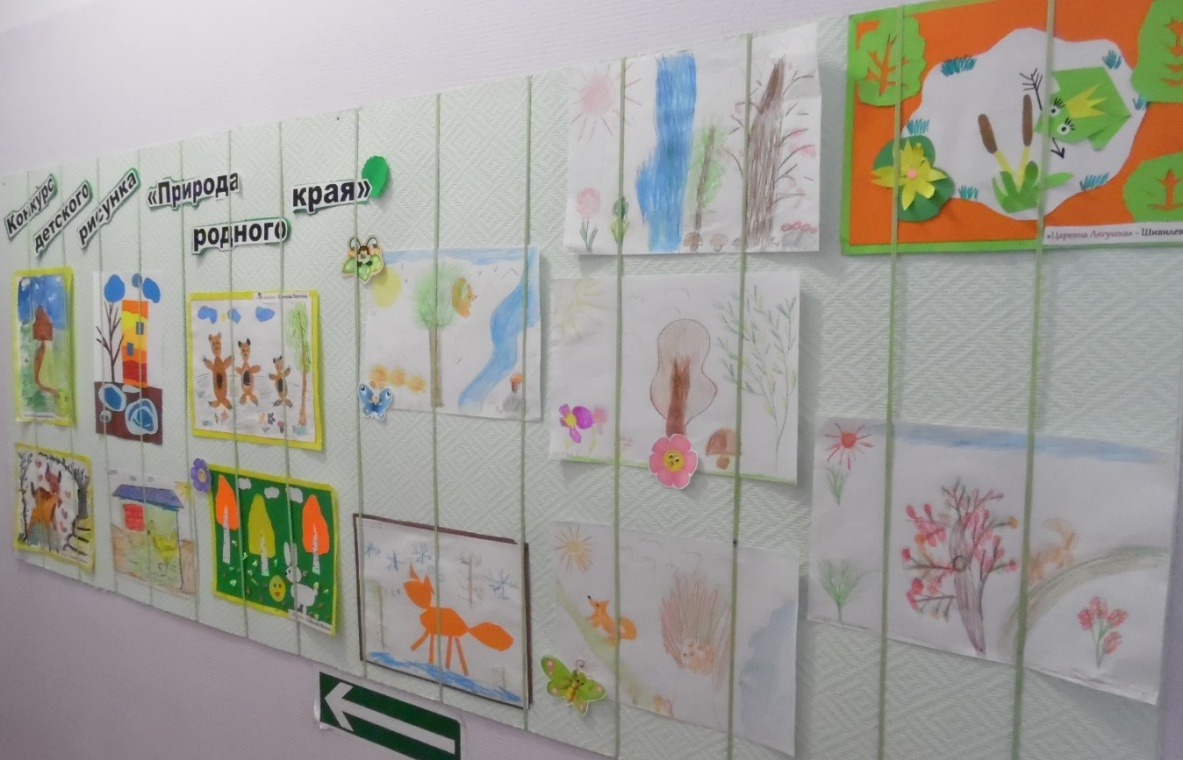 Конкурс
детского
рисунка
«Природа
родного
края»
«Царевна Лягушка» -